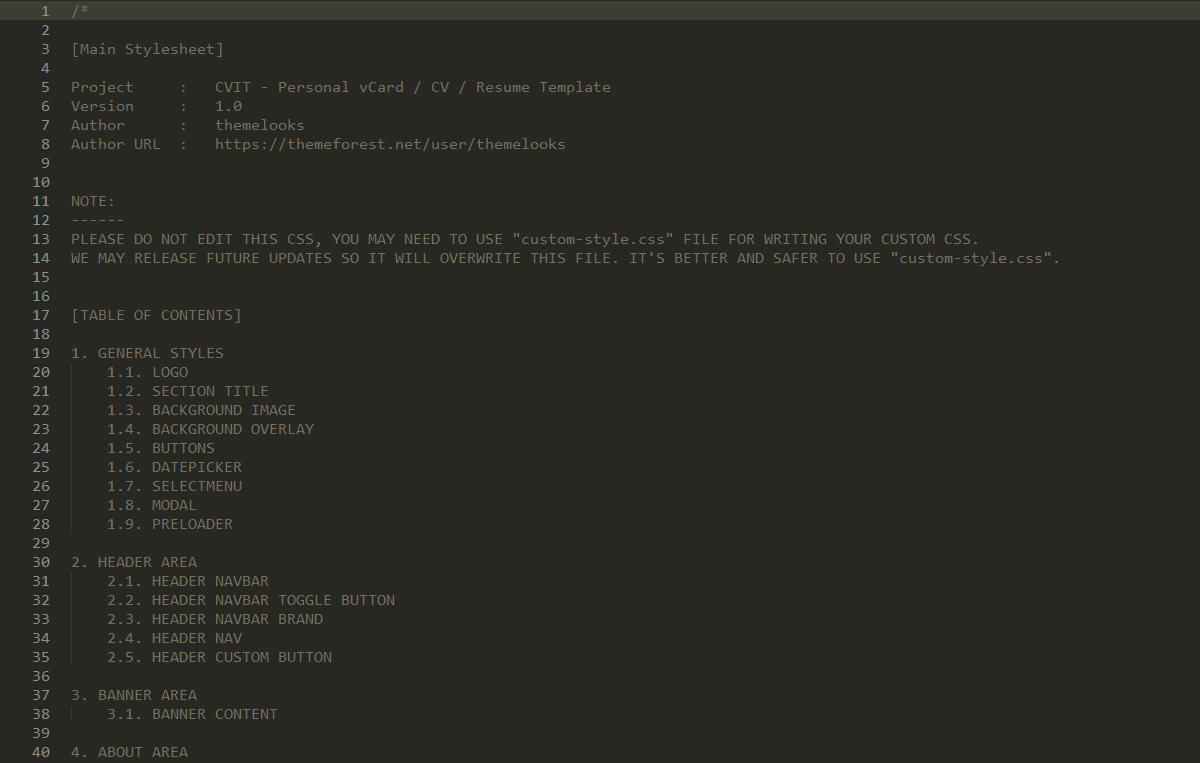 1 /*
2
3 [Main Stylesheet]
4
5 Project : CVIT - Personal vCard / CV / Resume Template
6 Version : 1.0
7 Author : themelooks
8 Author URL : https://themeforest.net/user/themelooks
9
10
11 NOTE:
12 ------
13 PLEASE DO NOT EDIT THIS CSS, YOU MAY NEED TO USE "custom-style.css" FILE FOR WRITING YOUR CUSTOM CSS.
14 WE MAY RELEASE FUTURE UPDATES SO IT WILL OVERWRITE THIS FILE. IT'S BETTER AND SAFER TO USE "custom-style.css".
15
16
17 [TABLE OF CONTENTS]
18
19 1. GENERAL STYLES
20 1.1. LOGO
21 1.2. SECTION TITLE
22 1.3. BACKGROUND IMAGE
23 1.4. BACKGROUND OVERLAY
24 1.5. BUTTONS
25 1.6. DATEPICKER
26 1.7. SELECTMENU
27 1.8. MODAL
28 1.9. PRELOADER
29
30 2. HEADER AREA
31 2.1. HEADER NAVBAR
32 2.2. HEADER NAVBAR TOGGLE BUTTON
33 2.3. HEADER NAVBAR BRAND
34 2.4. HEADER NAV
35 2.5. HEADER CUSTOM BUTTON
36
37 3. BANNER AREA
38 3.1. BANNER CONTENT
39
40 4. ABOUT AREA